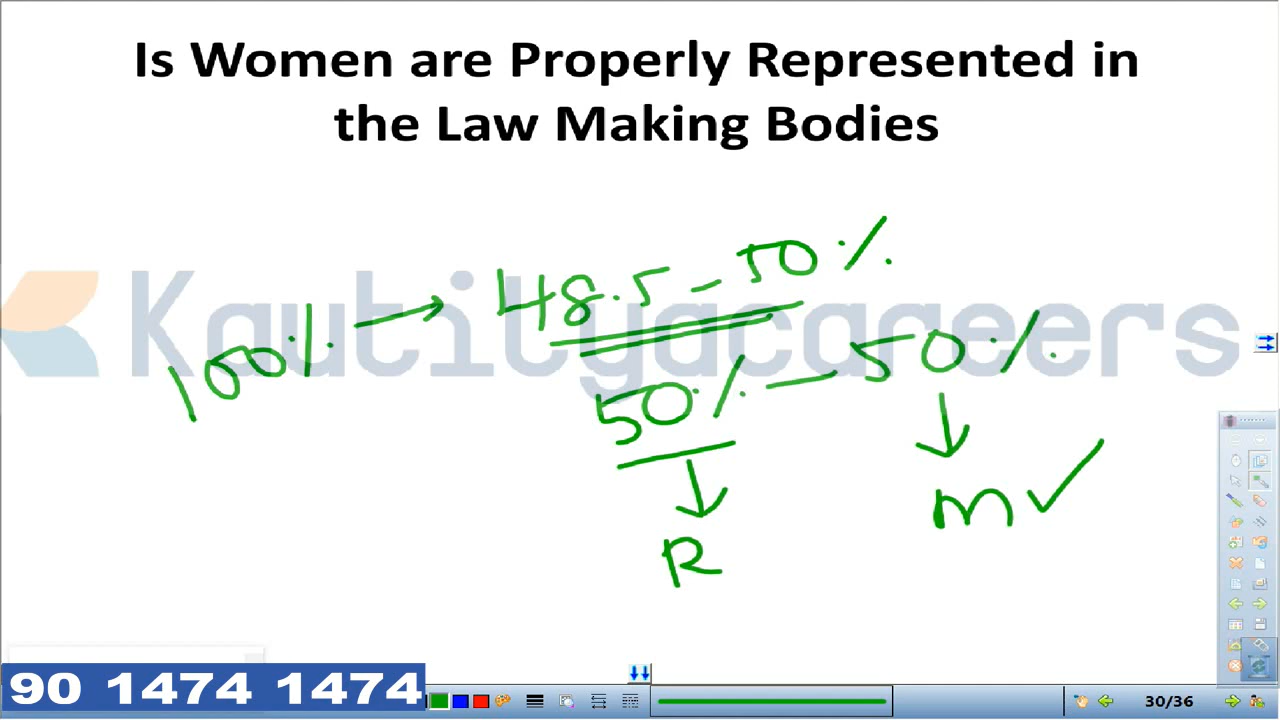 Is Women are Properly Represented in
the Law Making Bodies
Kautilyacareers
100% → 48.5 - 50%
50% - 50%
R
m ✓
90 1474 1474
30/36